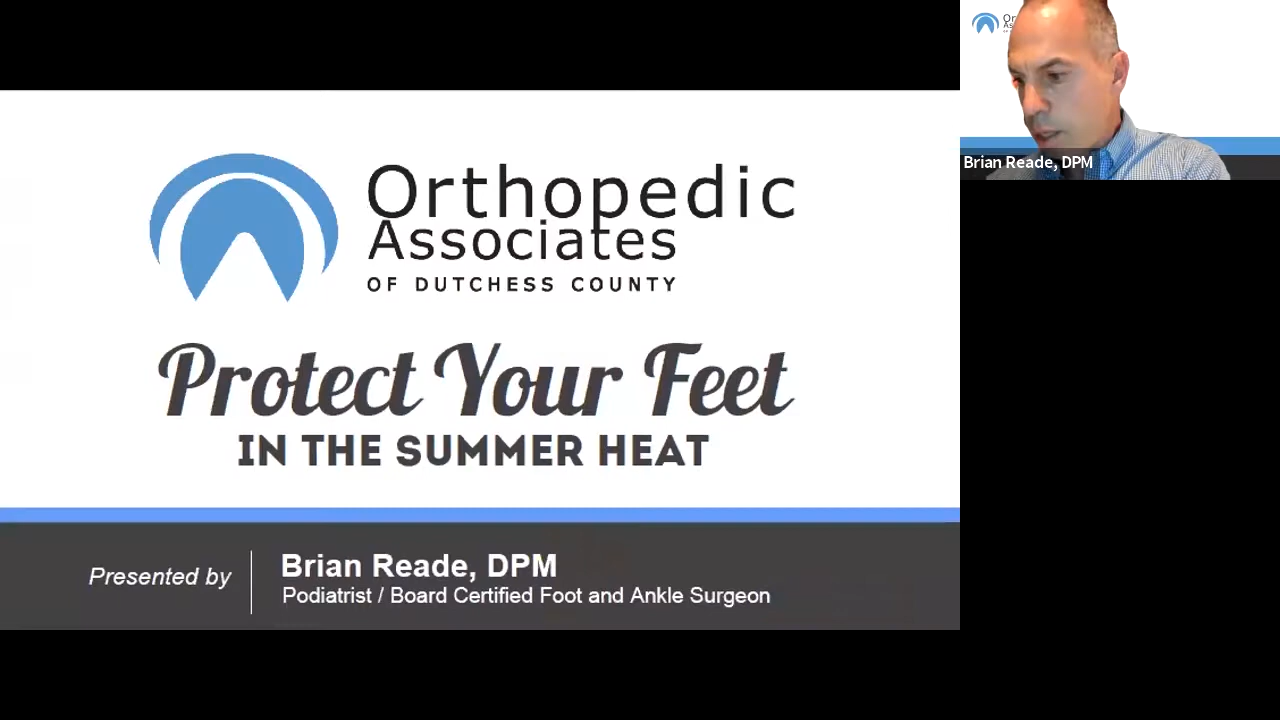 Orthopedic
Associates
OF DUTCHESS COUNTY
Protect Your Feet
IN THE SUMMER HEAT
Presented by
Brian Reade, DPM
Podiatrist / Board Certified Foot and Ankle Surgeon
Brian Reade, DPM